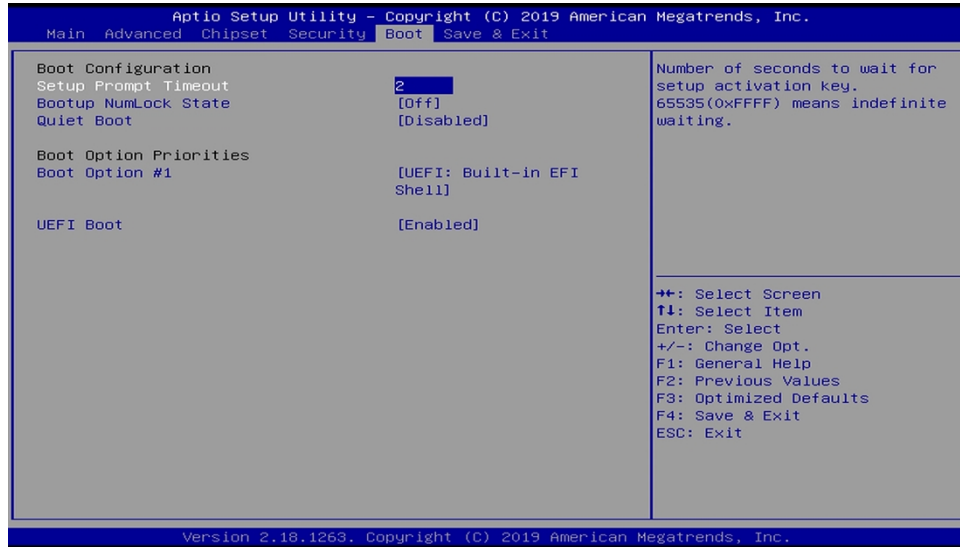 Aptio Setup Utility – Copyright (C) 2019 American Megatrends, Inc.
Main Advanced Chipset Security Boot Save & Exit
Boot Configuration
Setup Prompt Timeout 2
Bootup NumLock State [Off]
Quiet Boot [Disabled]
Boot Option Priorities
Boot Option #1 [UEFI: Built-in EFI
Shell]
UEFI Boot [Enabled]
Number of seconds to wait for
setup activation key.
65535(0xFFFF) means indefinite
waiting.
→←: Select Screen
↑↓: Select Item
Enter: Select
+/-: Change Opt.
F1: General Help
F2: Previous Values
F3: Optimized Defaults
F4: Save & Exit
ESC: Exit
Version 2.18.1263. Copyright (C) 2019 American Megatrends, Inc.